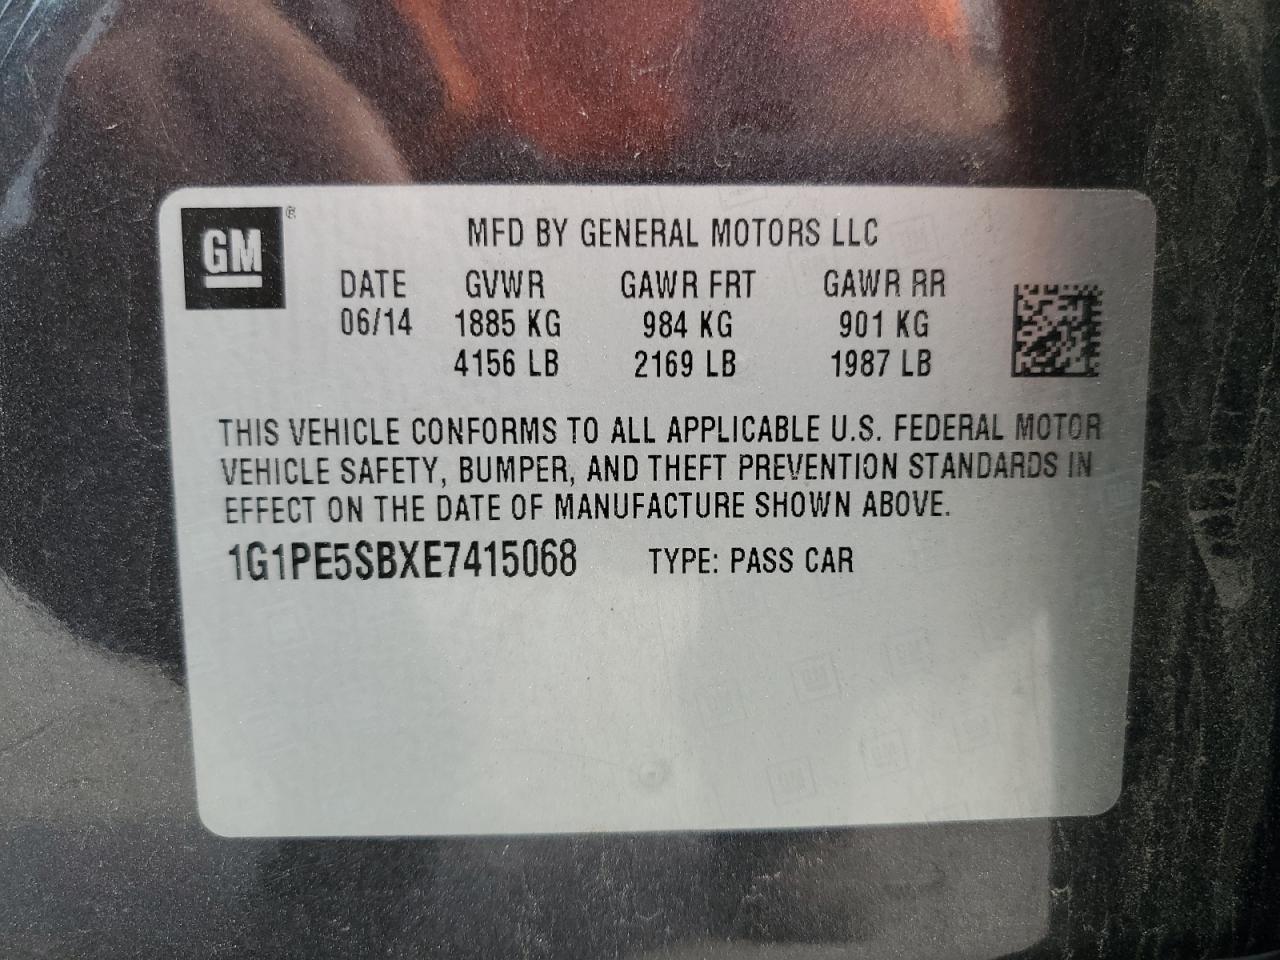 GM ®
MFD BY GENERAL MOTORS LLC
DATE GVWR GAWR FRT GAWR RR
06/14 1885 KG 984 KG 901 KG
4156 LB 2169 LB 1987 LB
THIS VEHICLE CONFORMS TO ALL APPLICABLE U.S. FEDERAL MOTOR
VEHICLE SAFETY, BUMPER, AND THEFT PREVENTION STANDARDS IN
EFFECT ON THE DATE OF MANUFACTURE SHOWN ABOVE.
1G1PE5SBXE7415068 TYPE: PASS CAR